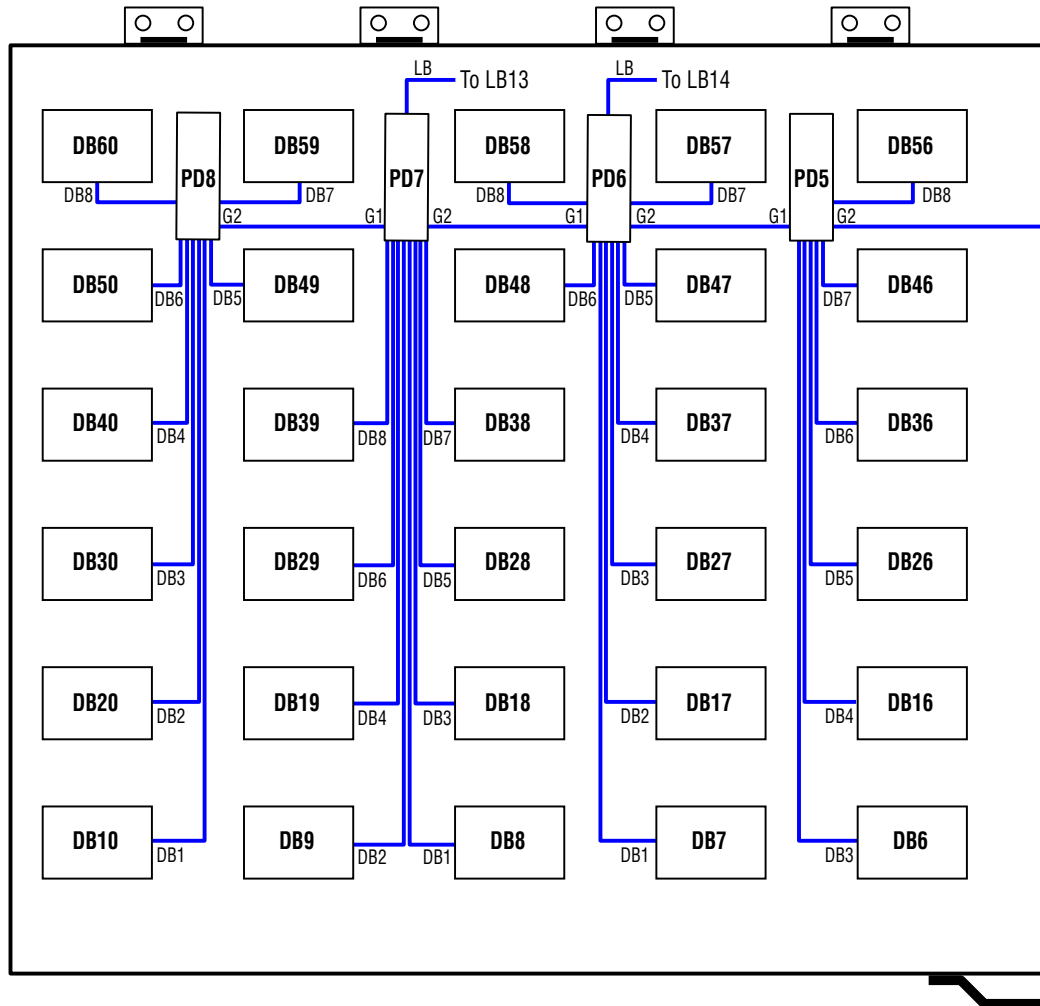 LB To LB13 LB To LB14
DB60 DB59 DB58 DB57 DB56
PD8 PD7 PD6 PD5
DB8 DB7 DB8 DB7 DB8
G2 G1 G2 G1 G2 G1 G2
DB50 DB49 DB48 DB47 DB46
DB6 DB5 DB6 DB5 DB7
DB40 DB39 DB38 DB37 DB36
DB4 DB8 DB7 DB4 DB6
DB30 DB29 DB28 DB27 DB26
DB3 DB6 DB5 DB3 DB5
DB20 DB19 DB18 DB17 DB16
DB2 DB4 DB3 DB2 DB4
DB10 DB9 DB8 DB7 DB6
DB1 DB2 DB1 DB1 DB3